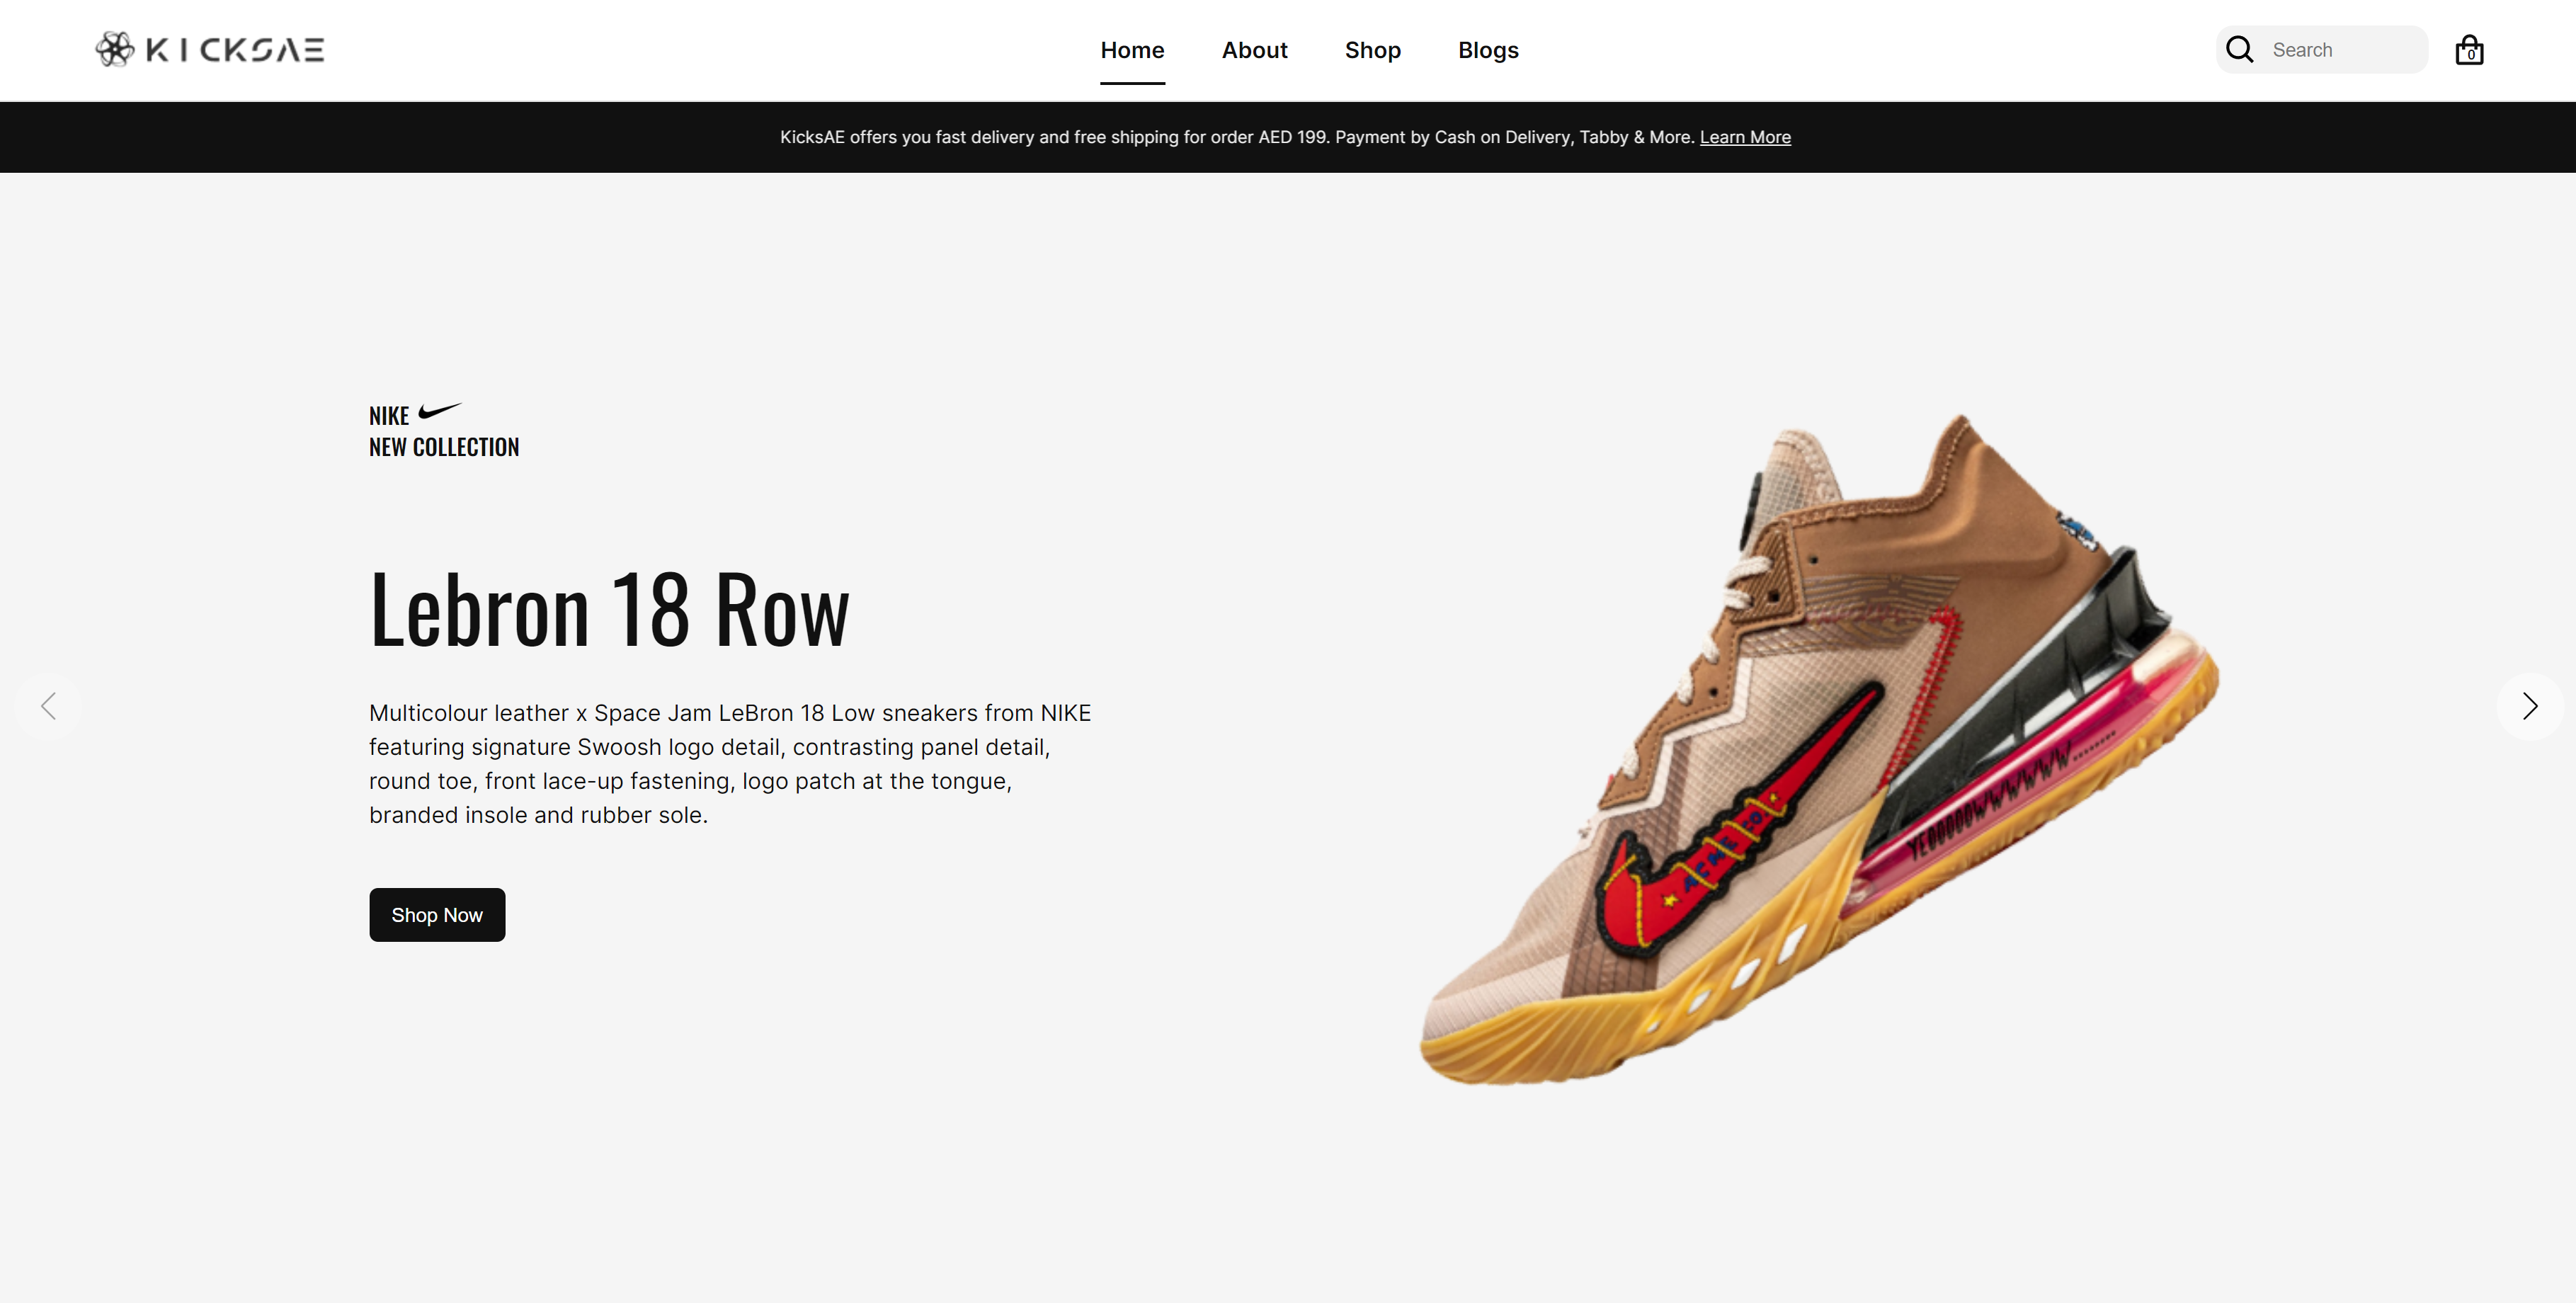 KICKSAE
Home
About
Shop
Blogs
Search
0
KicksAE offers you fast delivery and free shipping for order AED 199. Payment by Cash on Delivery, Tabby & More. Learn More
NIKE
NEW COLLECTION
Lebron 18 Row
Multicolour leather x Space Jam LeBron 18 Low sneakers from NIKE
featuring signature Swoosh logo detail, contrasting panel detail,
round toe, front lace-up fastening, logo patch at the tongue,
branded insole and rubber sole.
Shop Now
ACME CO.